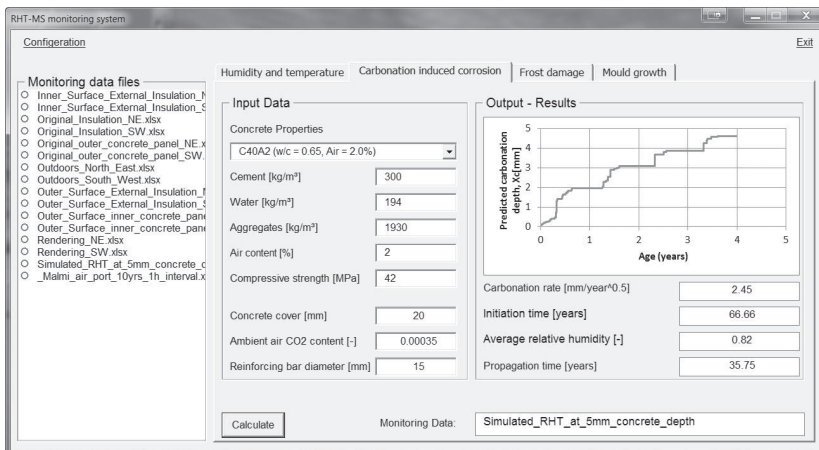 RHT-MS monitoring system
Configeration
Exit
Monitoring data files
Inner_Surface_External_Insulation_N
Inner_Surface_External_Insulation_S
Original_Insulation_NE.xlsx
Original_Insulation_SW.xlsx
Original_outer_concrete_panel_NE.x
Original_outer_concrete_panel_SW.
Outdoors_North_East.xlsx
Outdoors_South_West.xlsx
Outer_Surface_External_Insulation_N
Outer_Surface_External_Insulation_S
Outer_Surface_inner_concrete_pane
Outer_Surface_inner_concrete_pane
Rendering_NE.xlsx
Rendering_SW.xlsx
Simulated_RHT_at_5mm_concrete_d
_Malmi_air_port_10yrs_1h_interval.x
Humidity and temperature
Carbonation induced corrosion
Frost damage
Mould growth
Input Data
Concrete Properties
C40A2 (w/c = 0.65, Air = 2.0%)
Cement [kg/m³] 300
Water [kg/m³] 194
Aggregates [kg/m³] 1930
Air content [%] 2
Compressive strength [MPa] 42
Concrete cover [mm] 20
Ambient air CO2 content [-] 0.00035
Reinforcing bar diameter [mm] 15
Output - Results
Predicted carbonation
depth, Xc[mm]
5
4
3
2
1
0
0 1 2 3 4 5
Age (years)
Carbonation rate [mm/year^0.5] 2.45
Initiation time [years] 66.66
Average relative humidity [-] 0.82
Propagation time [years] 35.75
Calculate
Monitoring Data: Simulated_RHT_at_5mm_concrete_depth